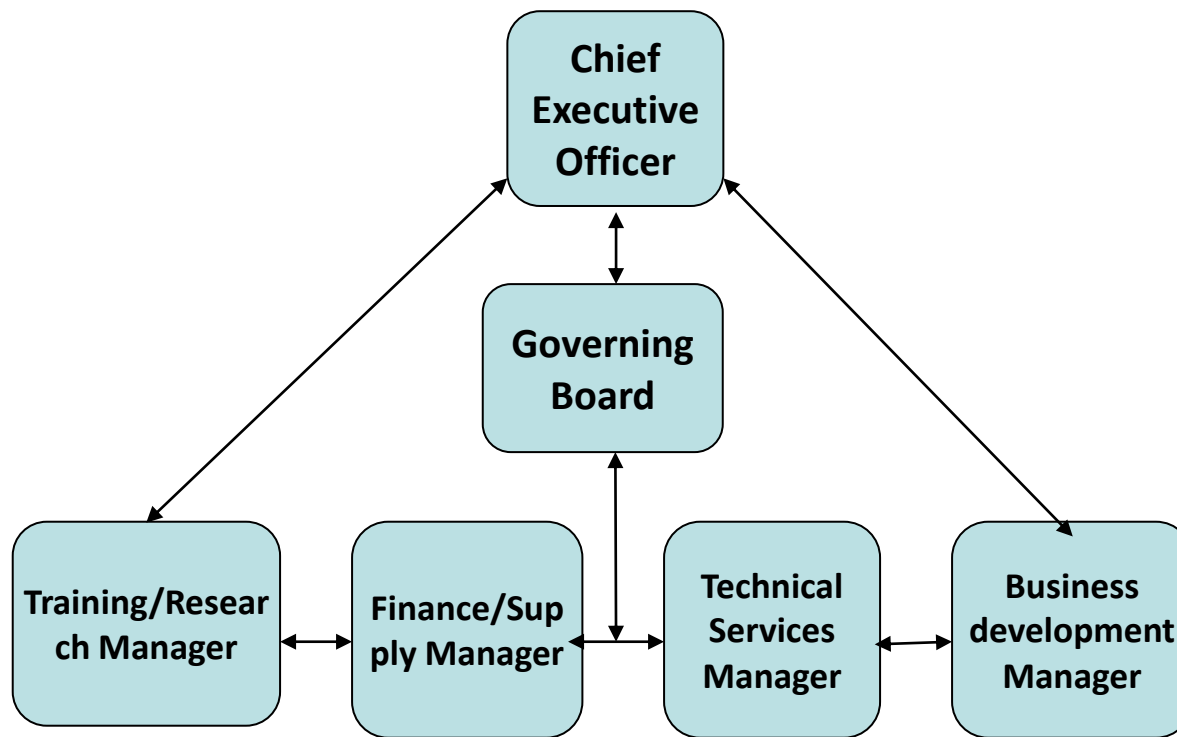 Chief
Executive
Officer
Governing
Board
Training/Resear
ch Manager
Finance/Sup
ply Manager
Technical
Services
Manager
Business
development
Manager